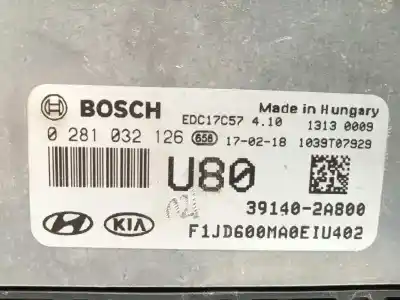 BOSCH EDC17C57 4.10 Made in Hungary
1313 0009
0 281 032 126 656 17-02-18 1039T07929
U80
39140-2A800
KIA F1JD600MA0EIU402